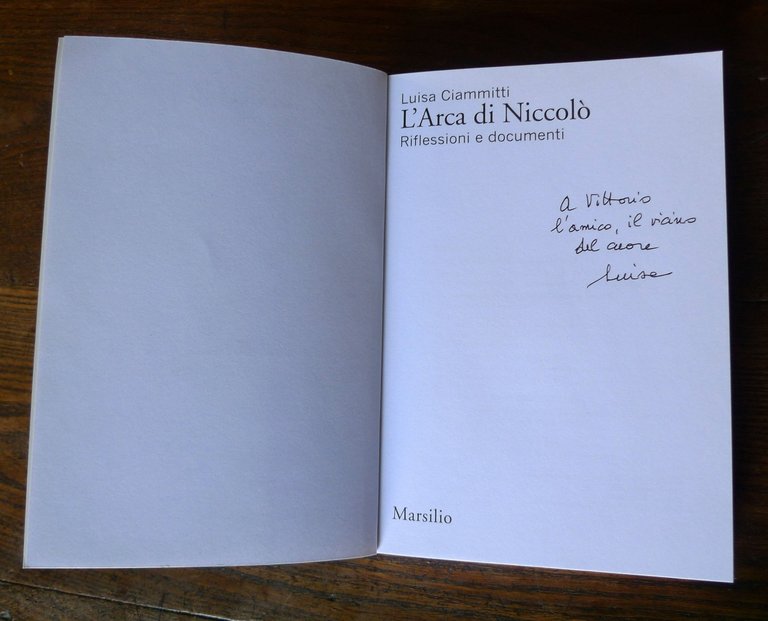 Luisa Ciammitti
L'Arca di Niccolò
Riflessioni e documenti
A Vittorio
l'amico, il vicino
del cuore
Luisa
Marsilio